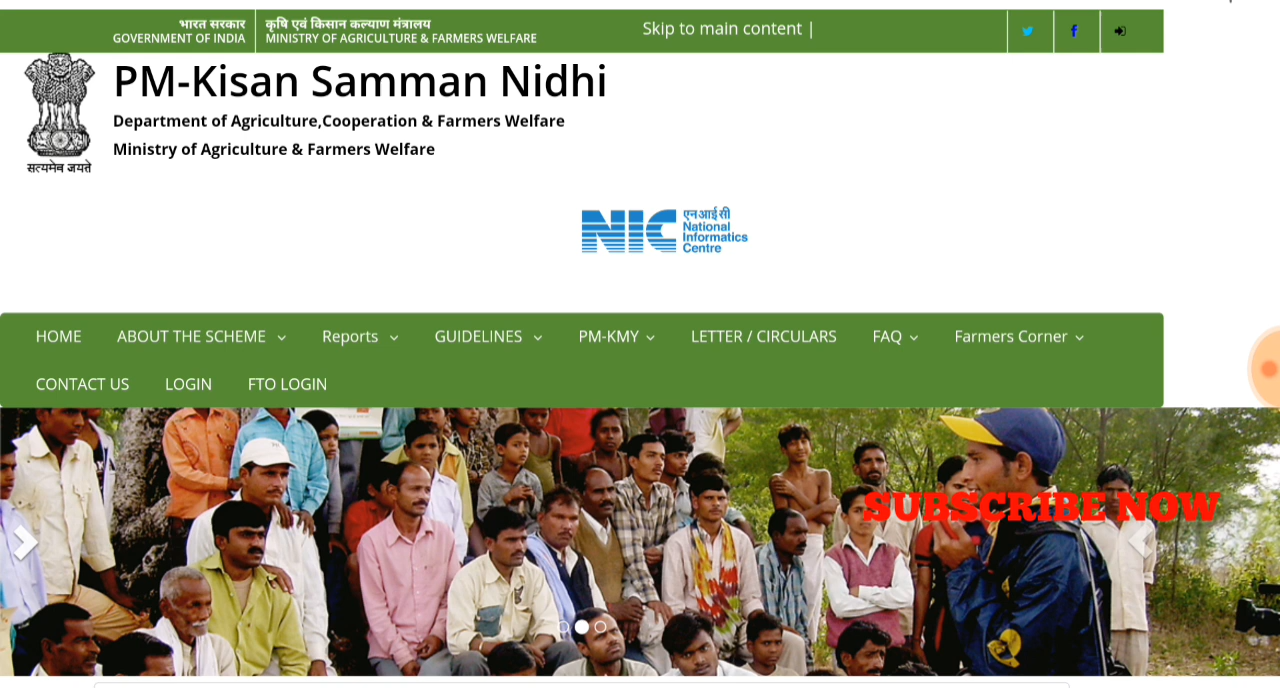 भारत सरकार
GOVERNMENT OF INDIA
कृषि एवं किसान कल्याण मंत्रालय
MINISTRY OF AGRICULTURE & FARMERS WELFARE
Skip to main content |
PM-Kisan Samman Nidhi
Department of Agriculture,Cooperation & Farmers Welfare
Ministry of Agriculture & Farmers Welfare
सत्यमेव जयते
NIC
एन आई सी
National
Informatics
Centre
HOME ABOUT THE SCHEME Reports GUIDELINES PM-KMY LETTER / CIRCULARS FAQ Farmers Corner
CONTACT US LOGIN FTO LOGIN
SUBSCRIBE NOW